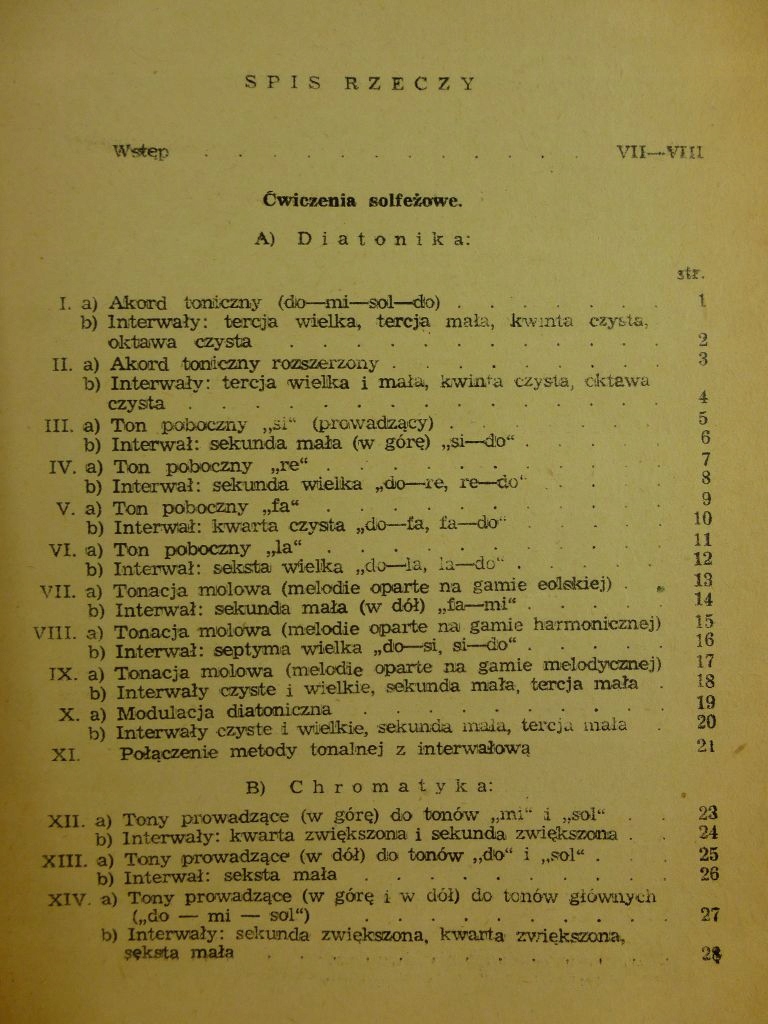 SPIS RZECZY
Wstęp . . . . . . . . . . . . VII—VIII
Ćwiczenia solfeżowe.
A) Diatonika:
str.
I. a) Akord toniczny (do—mi—sol—do) . . . . . . . 1
b) Interwały: tercja wielka, tercja mała, kwinta czysta,
oktawa czysta . . . . . . . . . . . 2
II. a) Akord toniczny rozszerzony . . . . . . . . . 3
b) Interwały: tercja wielka i mała, kwinta czysta, oktawa
czysta . . . . . . . . . . . . . 4
III. a) Ton poboczny „si“ (prowadzący) . . . . . . . 5
b) Interwał: sekunda mała (w górę) „si—do“ . . . . 6
IV. a) Ton poboczny „re“ . . . . . . . . . . 7
b) Interwał: sekunda wielka „do—re, re—do“ . . . . 8
V. a) Ton poboczny „fa“ . . . . . . . . . . 9
b) Interwał: kwarta czysta „do—fa, fa—do“ . . . . . 10
VI. a) Ton poboczny „la“ . . . . . . . . . . 11
b) Interwał: seksta wielka „do—la, la—do“ . . . . . 12
VII. a) Tonacja molowa (melodie oparte na gamie eolskiej) . . 13
b) Interwał: sekunda mała (w dół) „fa—mi“ . . . . . 14
VIII. a) Tonacja molowa (melodie oparte na gamie harmonicznej) 15
b) Interwał: septyma wielka „do—si, si—do“ . . . . . 16
IX. a) Tonacja molowa (melodie oparte na gamie melodycznej) 17
b) Interwały czyste i wielkie, sekunda mała, tercja mała . 18
X. a) Modulacja diatoniczna . . . . . . . . . 19
b) Interwały czyste i wielkie, sekunda mała, tercja mała . 20
XI. Połączenie metody tonalnej z interwałową 21
B) Chromatyka:
XII. a) Tony prowadzące (w górę) do tonów „mi“ i „sol“ . . 23
b) Interwały: kwarta zwiększona i sekunda zwiększona . . 24
XIII. a) Tony prowadzące (w dół) do tonów „do“ i „sol“ . . . 25
b) Interwał: seksta mała . . . . . . . . . 26
XIV. a) Tony prowadzące (w górę i w dół) do tonów głównych
(„do — mi — sol“) . . . . . . . . . . 27
b) Interwały: sekunda zwiększona, kwarta zwiększona,
seksta mała . . . . . . . . . . . . 28